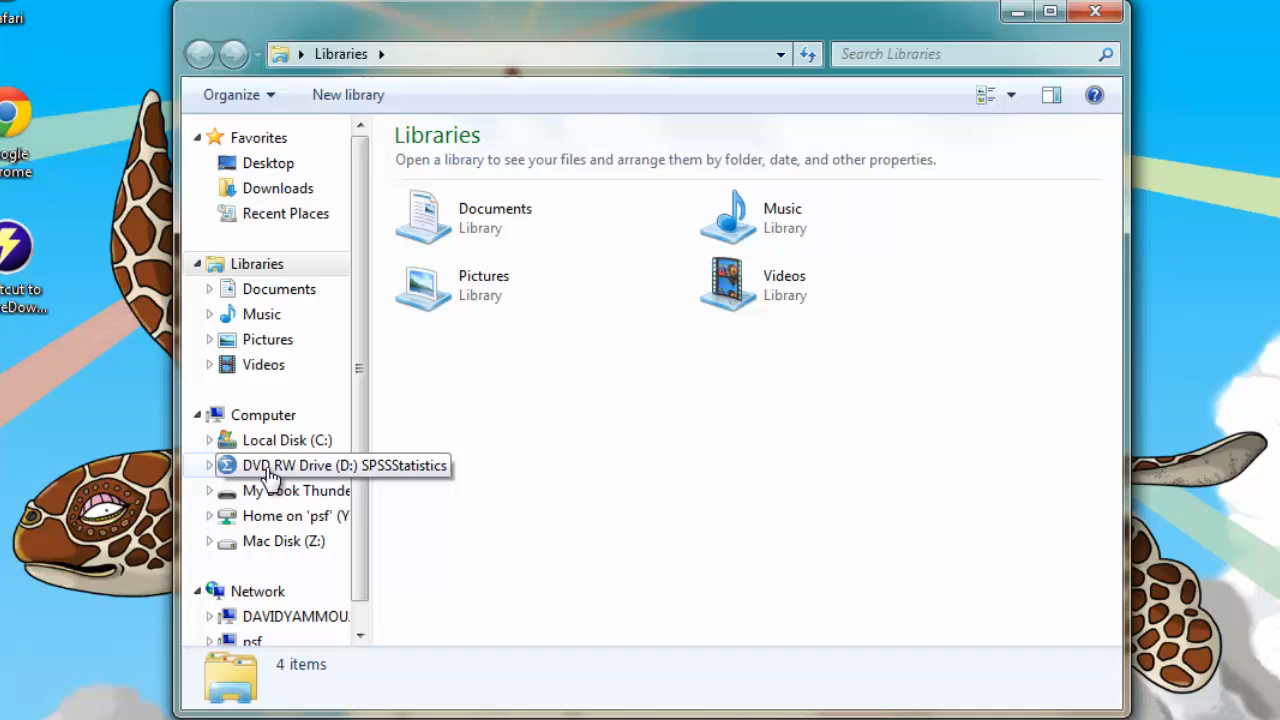 afari
Libraries
Search Libraries
Organize
New library
ogle
rome
Favorites
Desktop
Downloads
Recent Places
Libraries
Documents
Music
Pictures
Videos
Computer
Local Disk (C:)
DVD RW Drive (D:) SPSSStatistics
My Book Thunde
Home on 'psf' (Y
Mac Disk (Z:)
Network
DAVIDYAMMOU
psf
Libraries
Open a library to see your files and arrange them by folder, date, and other properties.
Documents
Library
Music
Library
Pictures
Library
Videos
Library
tcut to
eDow...
4 items